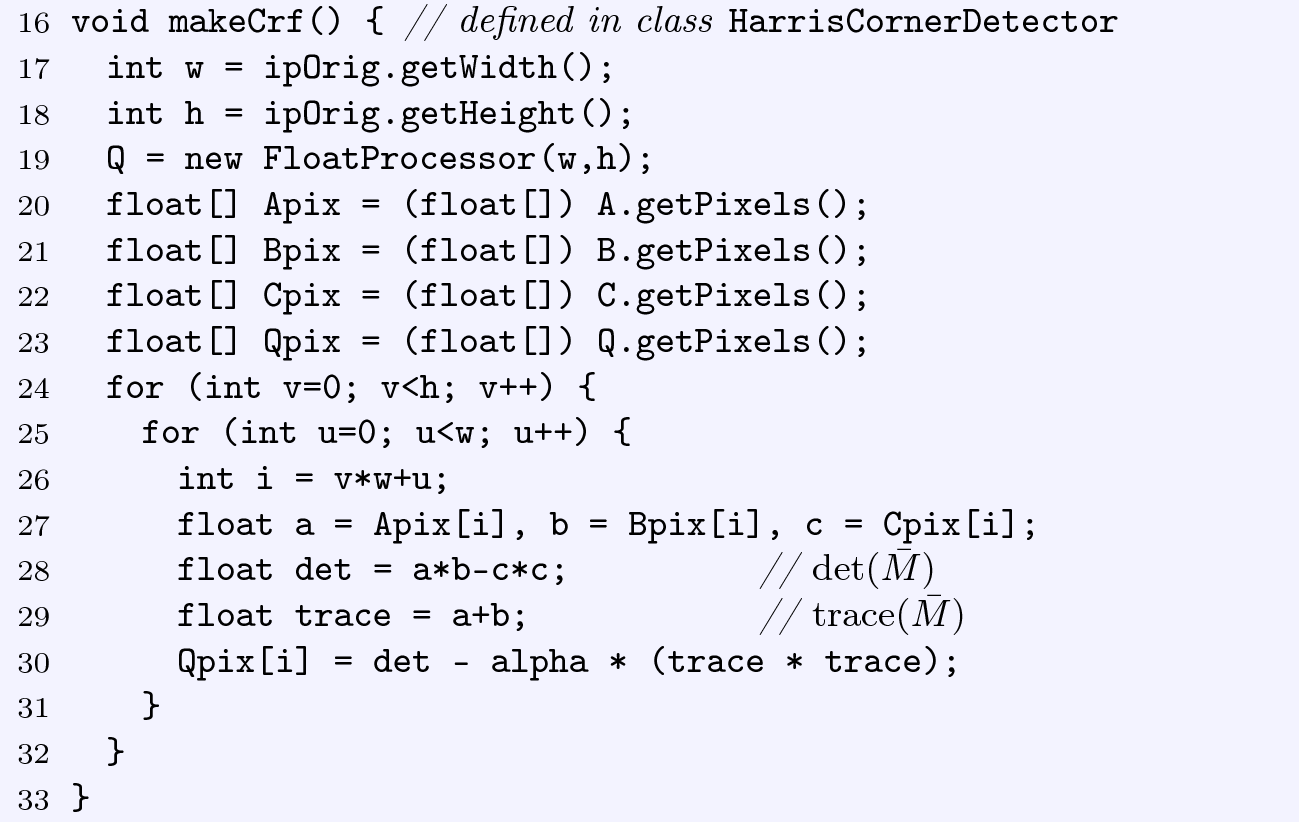 16 void makeCrf() { // defined in class HarrisCornerDetector
17 int w = ipOrig.getWidth();
18 int h = ipOrig.getHeight();
19 Q = new FloatProcessor(w,h);
20 float[] Apix = (float[]) A.getPixels();
21 float[] Bpix = (float[]) B.getPixels();
22 float[] Cpix = (float[]) C.getPixels();
23 float[] Qpix = (float[]) Q.getPixels();
24 for (int v=0; v<h; v++) {
25 for (int u=0; u<w; u++) {
26 int i = v*w+u;
27 float a = Apix[i], b = Bpix[i], c = Cpix[i];
28 float det = a*b-c*c; // det(M̄)
29 float trace = a+b; // trace(M̄)
30 Qpix[i] = det - alpha * (trace * trace);
31 }
32 }
33 }